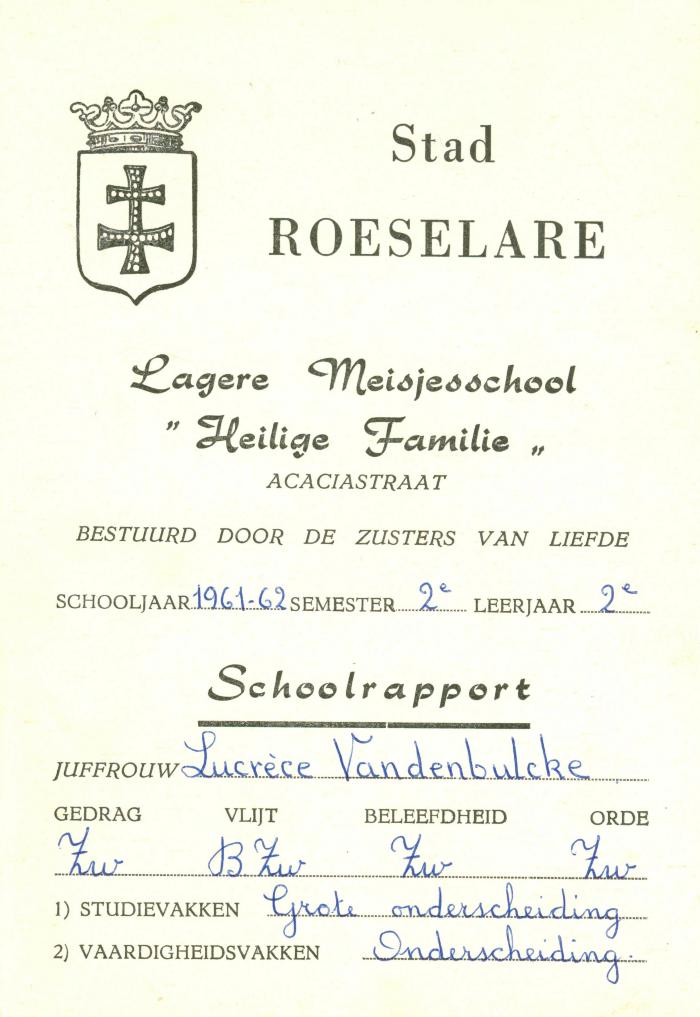 Stad
ROESELARE
Lagere Meisjesschool
" Heilige Familie „
ACACIASTRAAT
BESTUURD DOOR DE ZUSTERS VAN LIEFDE
SCHOOLJAAR 1961-62 SEMESTER 2e LEERJAAR 2e
Schoolrapport
JUFFROUW Lucrèce Vandenbulcke
GEDRAG VLIJT BELEEFDHEID ORDE
Zw B Zw Zw Zw
1) STUDIEVAKKEN Grote onderscheiding
2) VAARDIGHEIDSVAKKEN Onderscheiding.